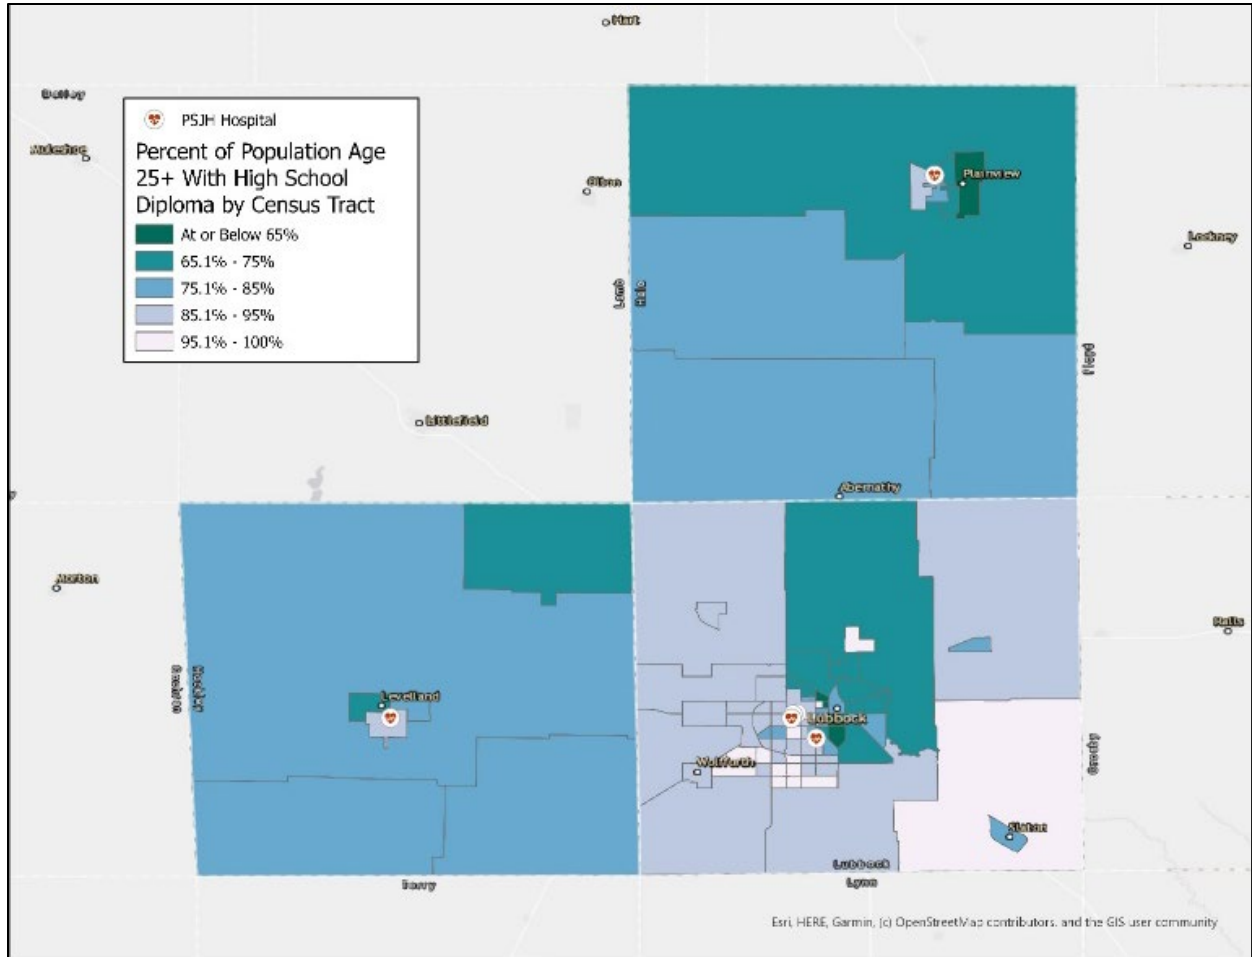 Hart
Bailey
Muleshoe
PSJH Hospital
Percent of Population Age
25+ With High School
Diploma by Census Tract
At or Below 65%
65.1% - 75%
75.1% - 85%
85.1% - 95%
95.1% - 100%
Olton
Plainview
Lockney
Lamb
Hale
Floyd
Littlefield
Abernathy
Morton
Ralls
Cochran
Hockley
Levelland
Lubbock
Wolfforth
Crosby
Slaton
Lubbock
Terry
Lynn
Esri, HERE, Garmin, (c) OpenStreetMap contributors, and the GIS user community